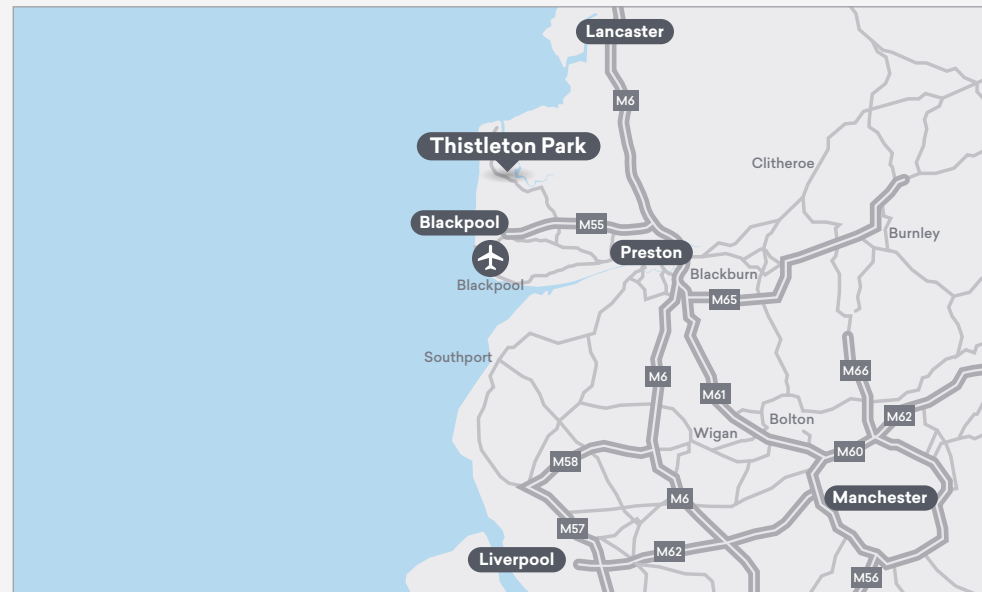 Lancaster
M6
Thistleton Park
Clitheroe
Blackpool
M55
Burnley
Preston
Blackburn
Blackpool
M65
Southport
M6
M66
M61
M62
Bolton
Wigan
M60
M58
M6
Manchester
M57
M62
Liverpool
M56